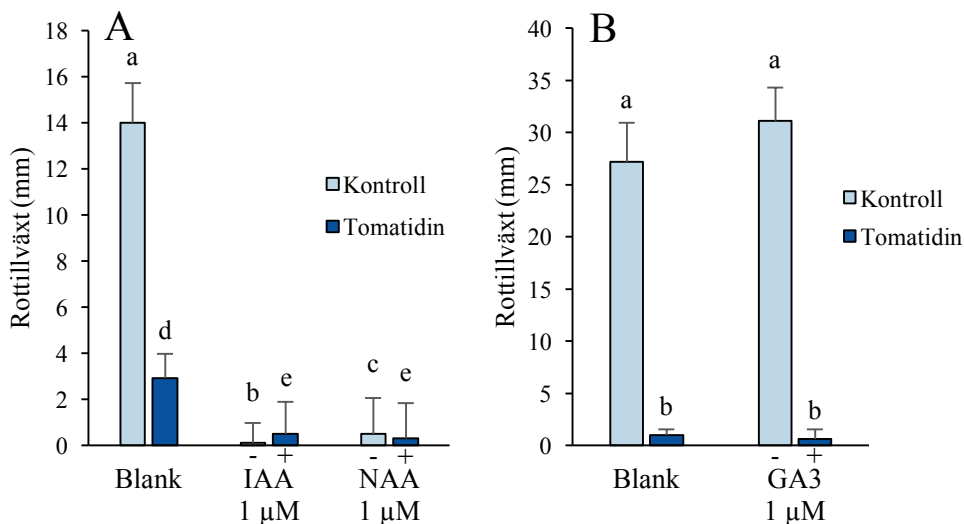 A
Rottillväxt (mm)
18
16
14
12
10
8
6
4
2
0
a
d
b
e
c
e
Kontroll
Tomatidin
- + - +
Blank IAA NAA
1 µM 1 µM
B
Rottillväxt (mm)
40
35
30
25
20
15
10
5
0
a
b
a
b
Kontroll
Tomatidin
- +
Blank GA3
1 µM